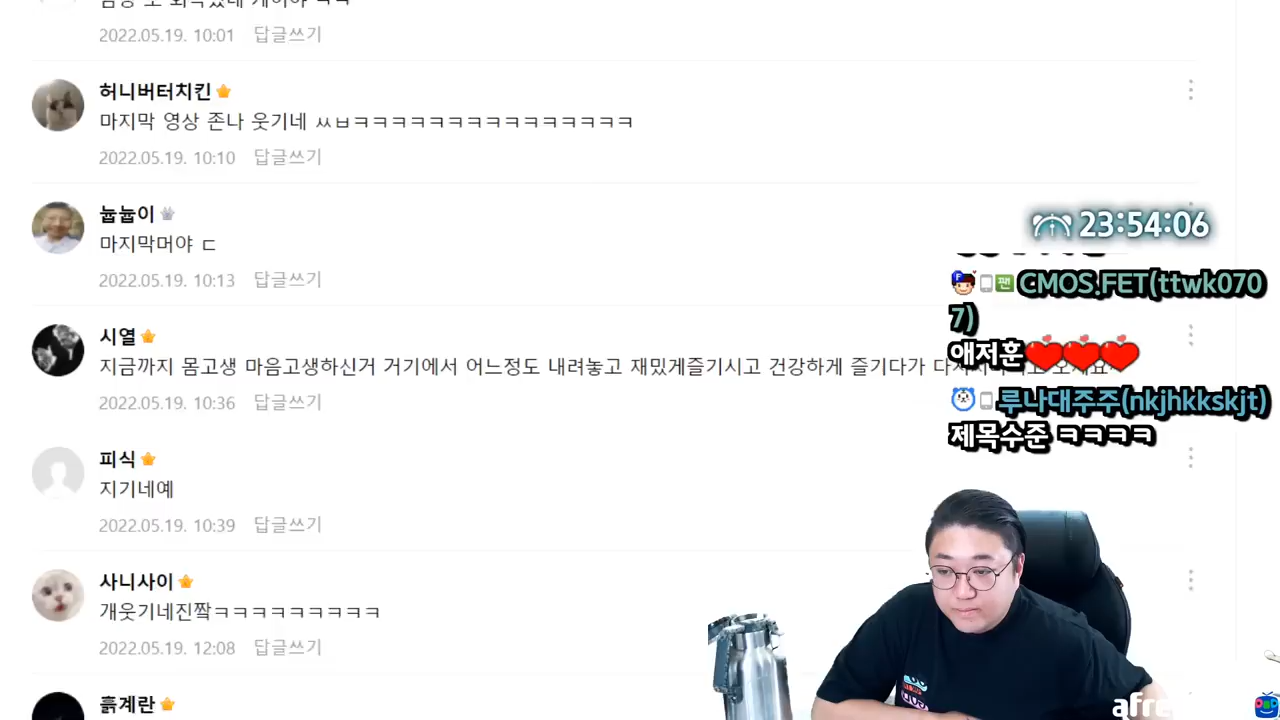 2022.05.19. 10:01 답글쓰기
허니버터치킨
마지막 영상 존나 웃기네 ㅆㅂㅋㅋㅋㅋㅋㅋㅋㅋㅋㅋㅋㅋㅋㅋㅋ
2022.05.19. 10:10 답글쓰기
눕눕이
마지막머야 ㄷ
2022.05.19. 10:13 답글쓰기
시열
지금까지 몸고생 마음고생하신거 거기에서 어느정도 내려놓고 재밌게즐기시고 건강하게 즐기다가
2022.05.19. 10:36 답글쓰기
피식
지기네예
2022.05.19. 10:39 답글쓰기
사니사이
개웃기네진짴ㅋㅋㅋㅋㅋㅋㅋㅋㅋ
2022.05.19. 12:08 답글쓰기
흙계란
23:54:06
CMOS.FET(ttwk070
7)
애저훈
루나대주주(nkjhkkskjt)
제목수준 ㅋㅋㅋㅋ